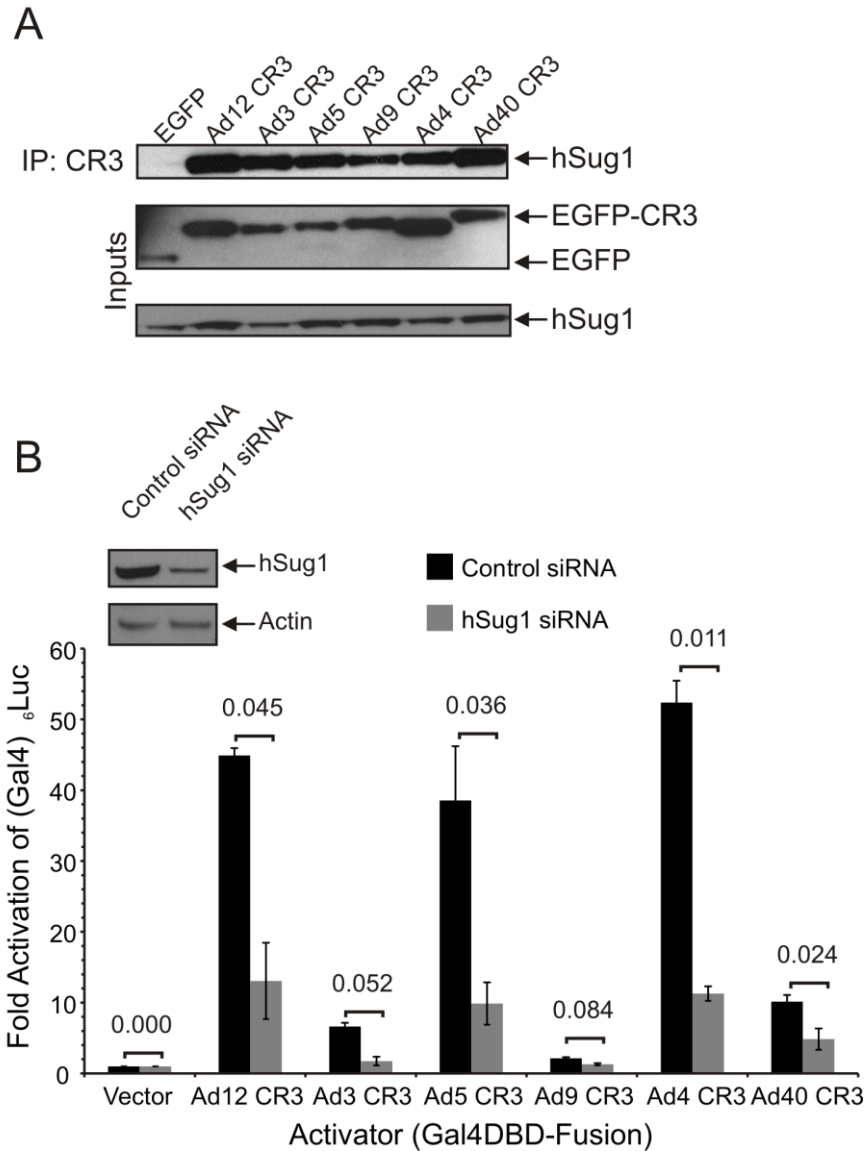 A
EGFP
Ad12 CR3
Ad3 CR3
Ad5 CR3
Ad9 CR3
Ad4 CR3
Ad40 CR3
IP: CR3
hSug1
Inputs
EGFP-CR3
EGFP
hSug1
B
Control siRNA
hSug1 siRNA
hSug1
Actin
Control siRNA
hSug1 siRNA
Fold Activation of (Gal4) 6Luc
60
50
40
30
20
10
0
0.000
0.045
0.052
0.036
0.084
0.011
0.024
Vector
Ad12 CR3
Ad3 CR3
Ad5 CR3
Ad9 CR3
Ad4 CR3
Ad40 CR3
Activator (Gal4DBD-Fusion)